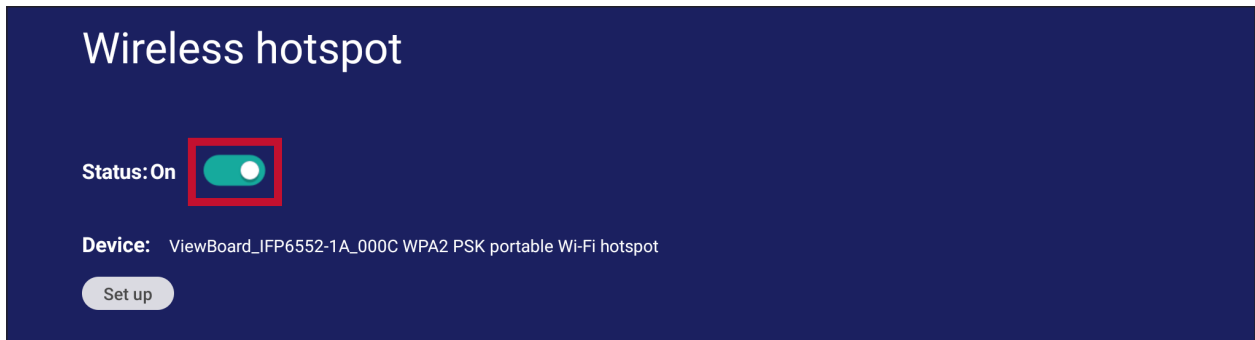 Wireless hotspot
Status: On
Device: ViewBoard_IFP6552-1A_000C WPA2 PSK portable Wi-Fi hotspot
Set up